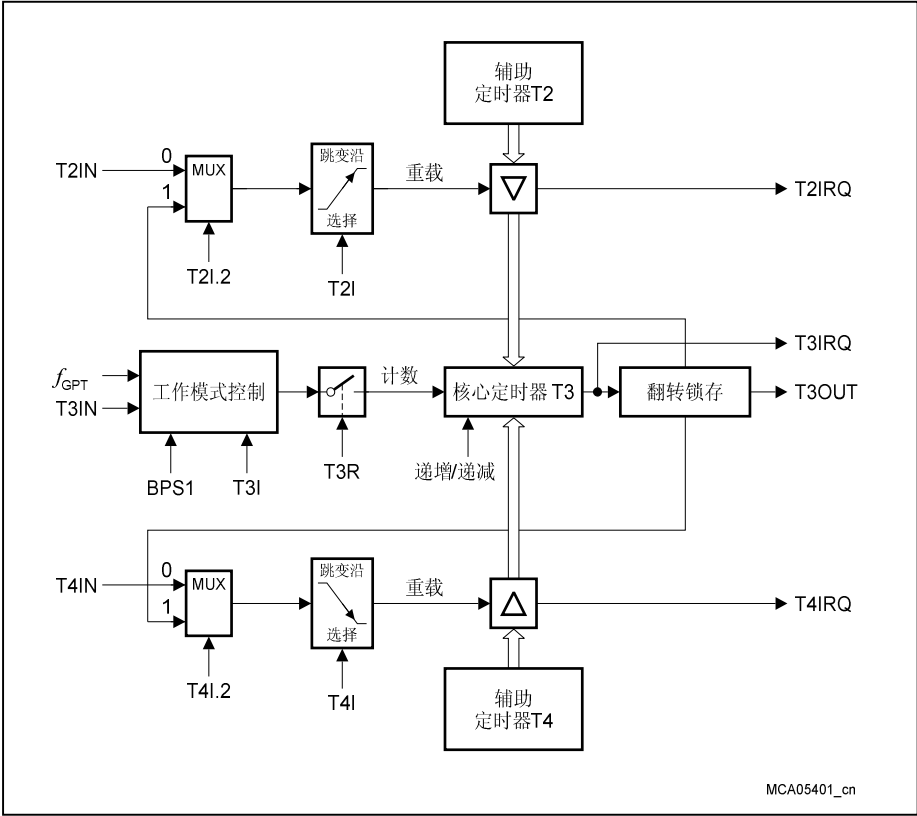 辅助
定时器T2
T2IN
0
1
MUX
跳变沿
选择
重载
T2IRQ
T2I.2
T2I
T3IRQ
fGPT
T3IN
工作模式控制
计数
核心定时器 T3
翻转锁存
T3OUT
BPS1
T3I
T3R
递增/递减
T4IN
0
1
MUX
跳变沿
选择
重载
T4IRQ
T4I.2
T4I
辅助
定时器T4
MCA05401_cn